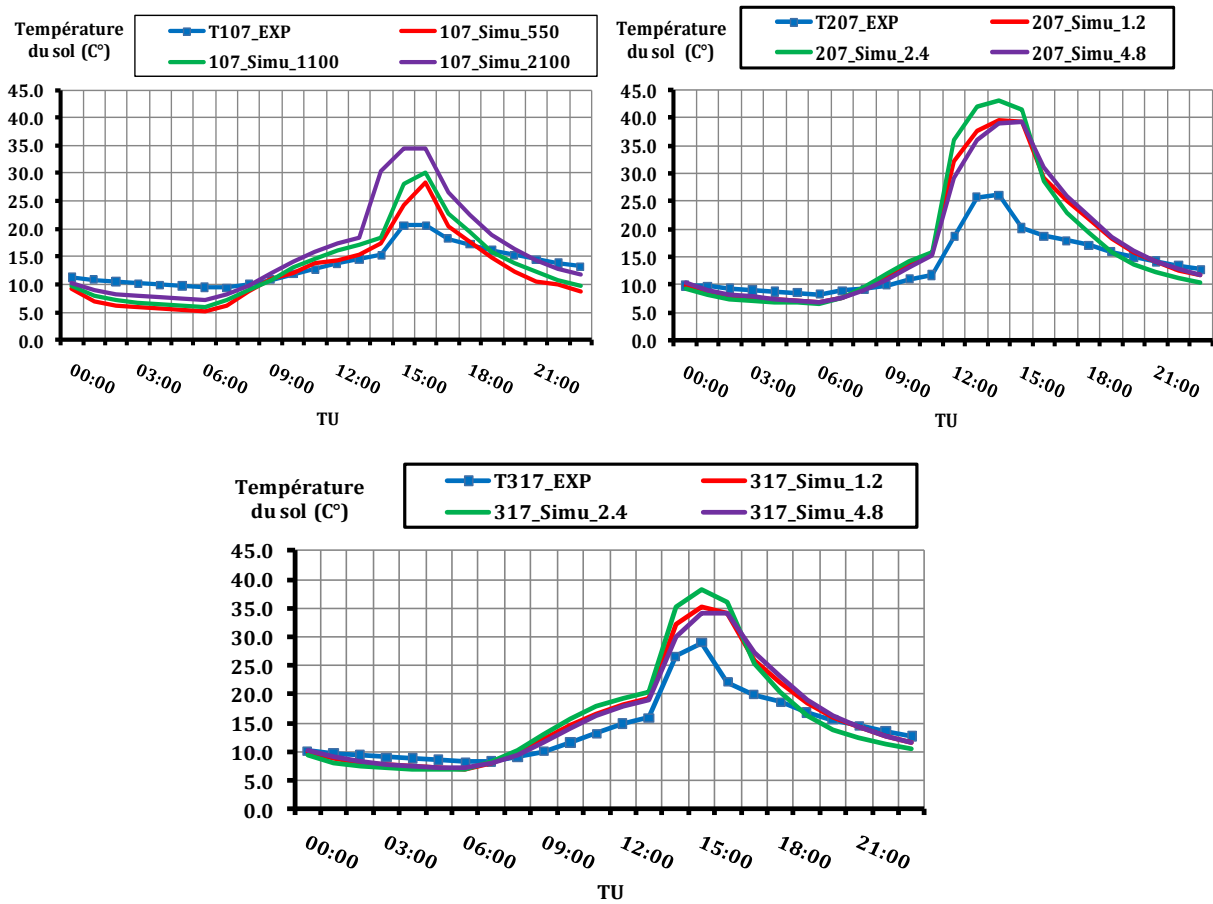 Température
du sol (C°)
T107_EXP 107_Simu_550
107_Simu_1100 107_Simu_2100
45.0
40.0
35.0
30.0
25.0
20.0
15.0
10.0
5.0
0.0
00:00 03:00 06:00 09:00 12:00 15:00 18:00 21:00
TU
Température
du sol (C°)
T207_EXP 207_Simu_1.2
207_Simu_2.4 207_Simu_4.8
45.0
40.0
35.0
30.0
25.0
20.0
15.0
10.0
5.0
0.0
00:00 03:00 06:00 09:00 12:00 15:00 18:00 21:00
TU
Température
du sol (C°)
T317_EXP 317_Simu_1.2
317_Simu_2.4 317_Simu_4.8
45.0
40.0
35.0
30.0
25.0
20.0
15.0
10.0
5.0
0.0
00:00 03:00 06:00 09:00 12:00 15:00 18:00 21:00
TU